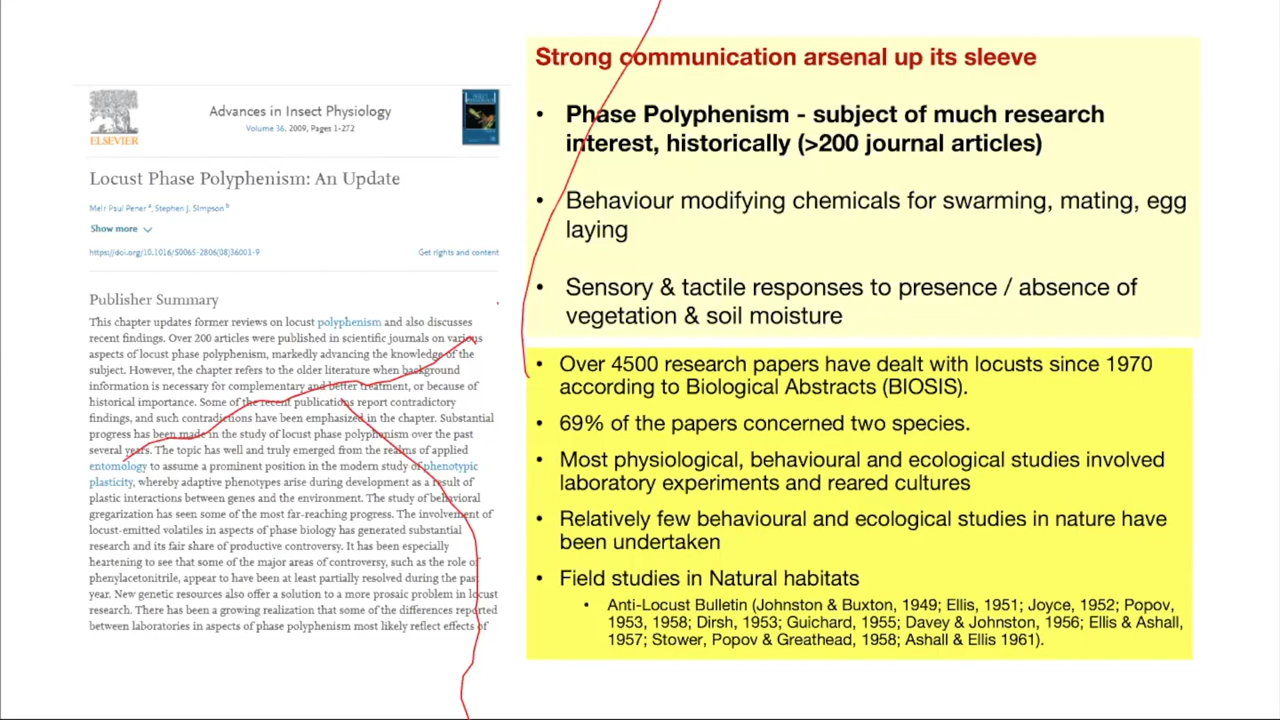 ELSEVIER
Advances in Insect Physiology
Volume 36, 2009, Pages 1-272
Locust Phase Polyphenism: An Update
Meir Paul Pener a, Stephen J. Simpson b
Show more
https://doi.org/10.1016/S0065-2806(08)36001-9
Get rights and content
Publisher Summary
This chapter updates former reviews on locust polyphenism and also discusses
recent findings. Over 200 articles were published in scientific journals on various
aspects of locust phase polyphenism, markedly advancing the knowledge of the
subject. However, the chapter refers to the older literature when background
information is necessary for complementary and better treatment, or because of
historical importance. Some of the recent publications report contradictory
findings, and such contradictions have been emphasized in the chapter. Substantial
progress has been made in the study of locust phase polyphenism over the past
several years. The topic has well and truly emerged from the realms of applied
entomology to assume a prominent position in the modern study of phenotypic
plasticity, whereby adaptive phenotypes arise during development as a result of
plastic interactions between genes and the environment. The study of behavioral
gregarization has seen some of the most far-reaching progress. The involvement of
locust-emitted volatiles in aspects of phase biology has generated substantial
research and its fair share of productive controversy. It has been especially
heartening to see that some of the major areas of controversy, such as the role of
phenylacetonitrile, appear to have been at least partially resolved during the past
year. New genetic resources also offer a solution to a more prosaic problem in locust
research. There has been a growing realization that some of the differences reported
between laboratories in aspects of phase polyphenism most likely reflect effects of
Strong communication arsenal up its sleeve
• Phase Polyphenism - subject of much research
interest, historically (>200 journal articles)
• Behaviour modifying chemicals for swarming, mating, egg
laying
• Sensory & tactile responses to presence / absence of
vegetation & soil moisture
• Over 4500 research papers have dealt with locusts since 1970
according to Biological Abstracts (BIOSIS).
• 69% of the papers concerned two species.
• Most physiological, behavioural and ecological studies involved
laboratory experiments and reared cultures
• Relatively few behavioural and ecological studies in nature have
been undertaken
• Field studies in Natural habitats
• Anti-Locust Bulletin (Johnston & Buxton, 1949; Ellis, 1951; Joyce, 1952; Popov,
1953, 1958; Dirsh, 1953; Guichard, 1955; Davey & Johnston, 1956; Ellis & Ashall,
1957; Stower, Popov & Greathead, 1958; Ashall & Ellis 1961).